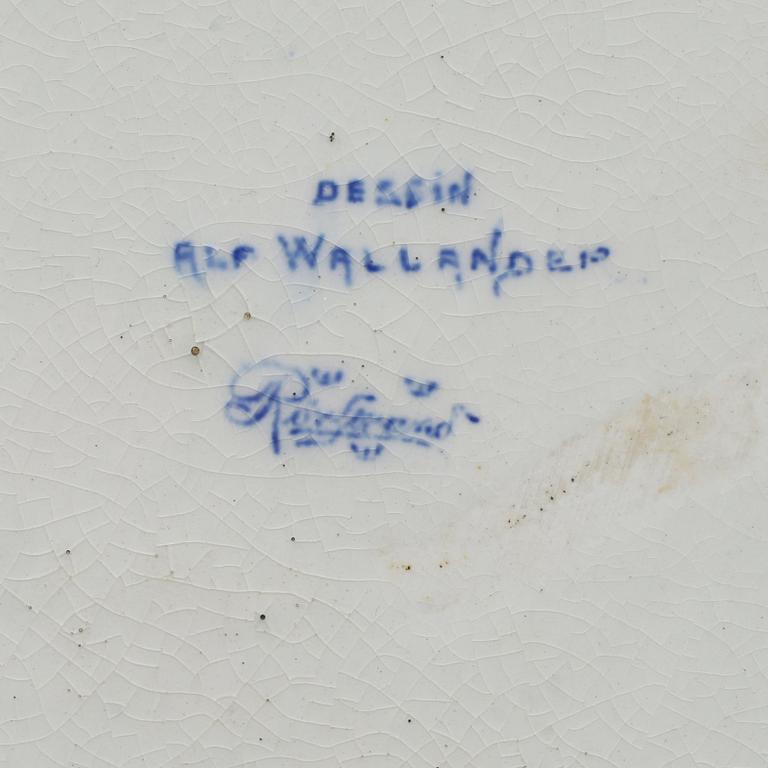 DESSIN
ALF WALLANDER
Rörstrand